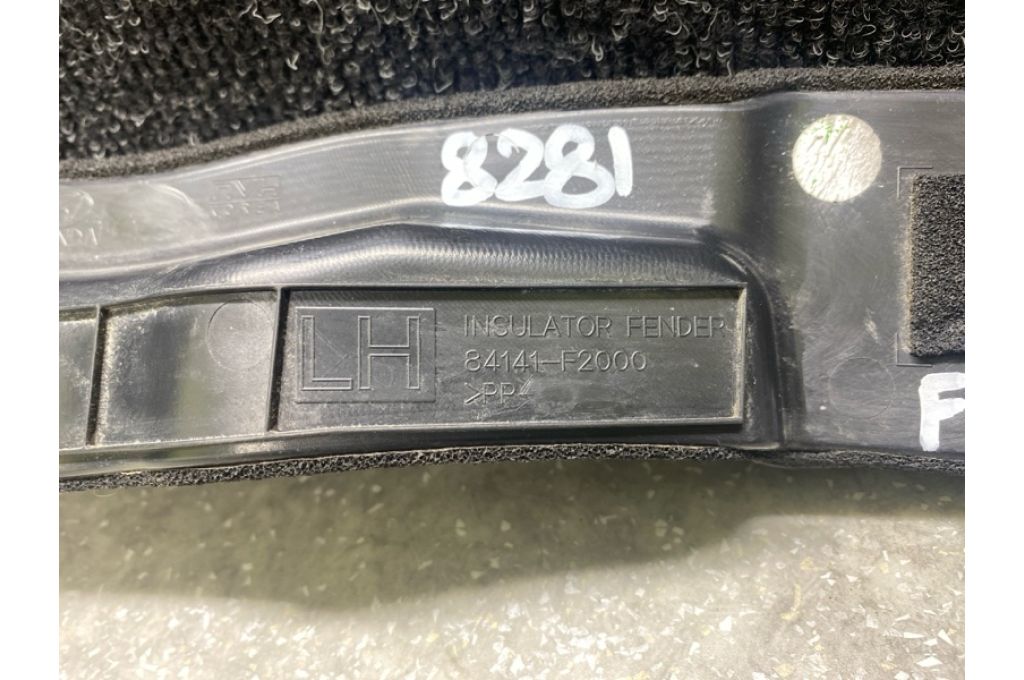 8281
LH
INSULATOR FENDER
84141-F2000
>PP<
F